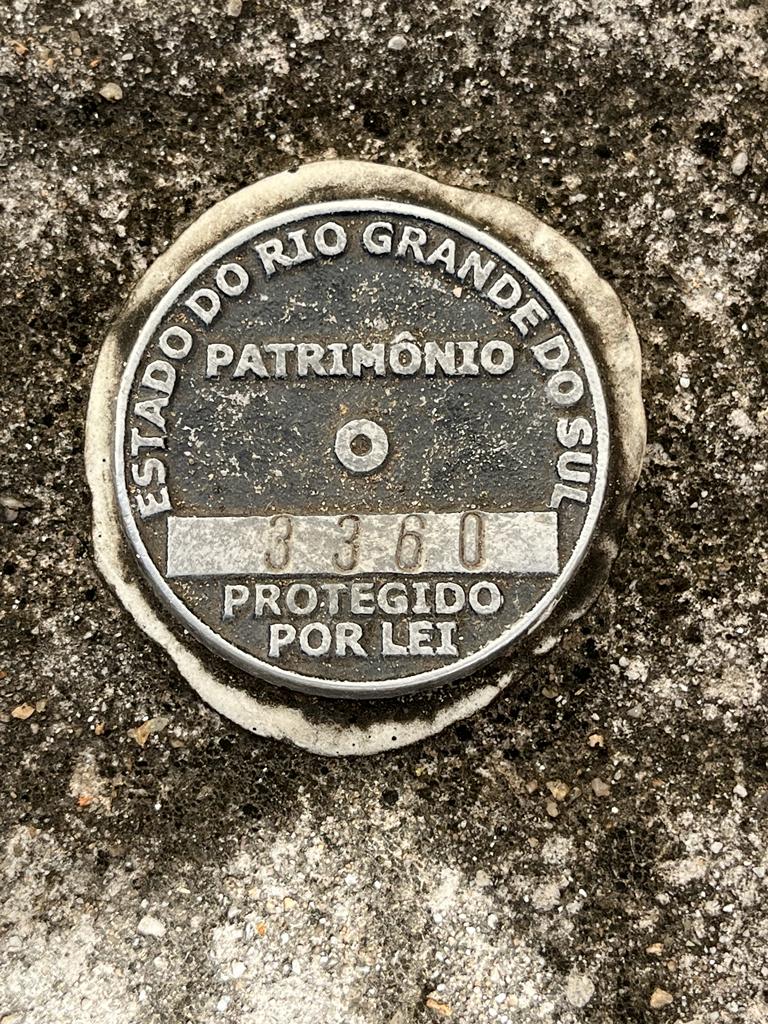 ESTADO DO RIO GRANDE DO SUL
PATRIMÔNIO
3360
PROTEGIDO
POR LEI